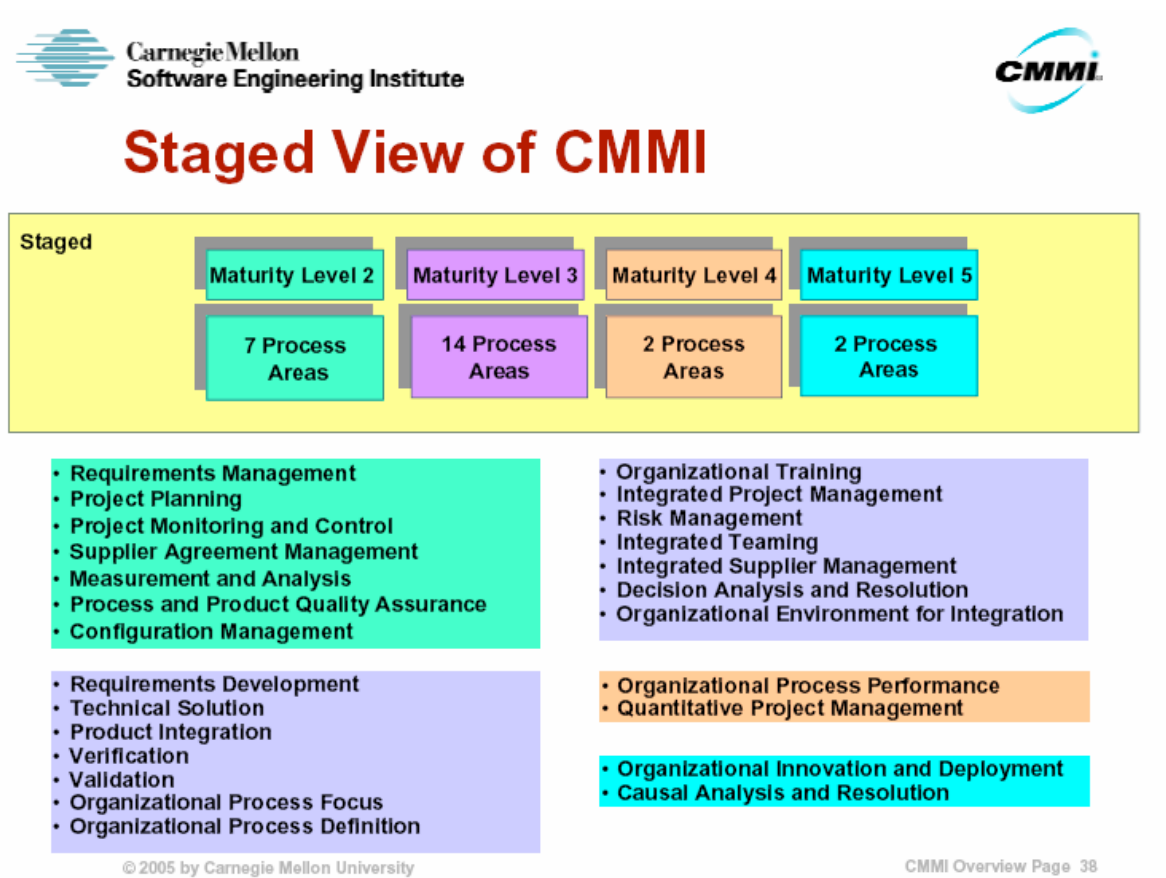 Carnegie Mellon
Software Engineering Institute
CMMI
Staged View of CMMI
Staged
Maturity Level 2
Maturity Level 3
Maturity Level 4
Maturity Level 5
7 Process
Areas
14 Process
Areas
2 Process
Areas
2 Process
Areas
• Requirements Management
• Project Planning
• Project Monitoring and Control
• Supplier Agreement Management
• Measurement and Analysis
• Process and Product Quality Assurance
• Configuration Management
• Requirements Development
• Technical Solution
• Product Integration
• Verification
• Validation
• Organizational Process Focus
• Organizational Process Definition
• Organizational Training
• Integrated Project Management
• Risk Management
• Integrated Teaming
• Integrated Supplier Management
• Decision Analysis and Resolution
• Organizational Environment for Integration
• Organizational Process Performance
• Quantitative Project Management
• Organizational Innovation and Deployment
• Causal Analysis and Resolution
© 2005 by Carnegie Mellon University
CMMI Overview Page 38